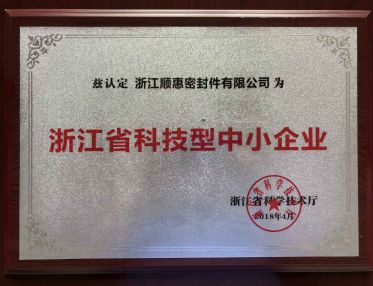 兹认定 浙江顺惠密封件有限公司 为
浙江省科技型中小企业
浙江省科学技术厅
2018年4月